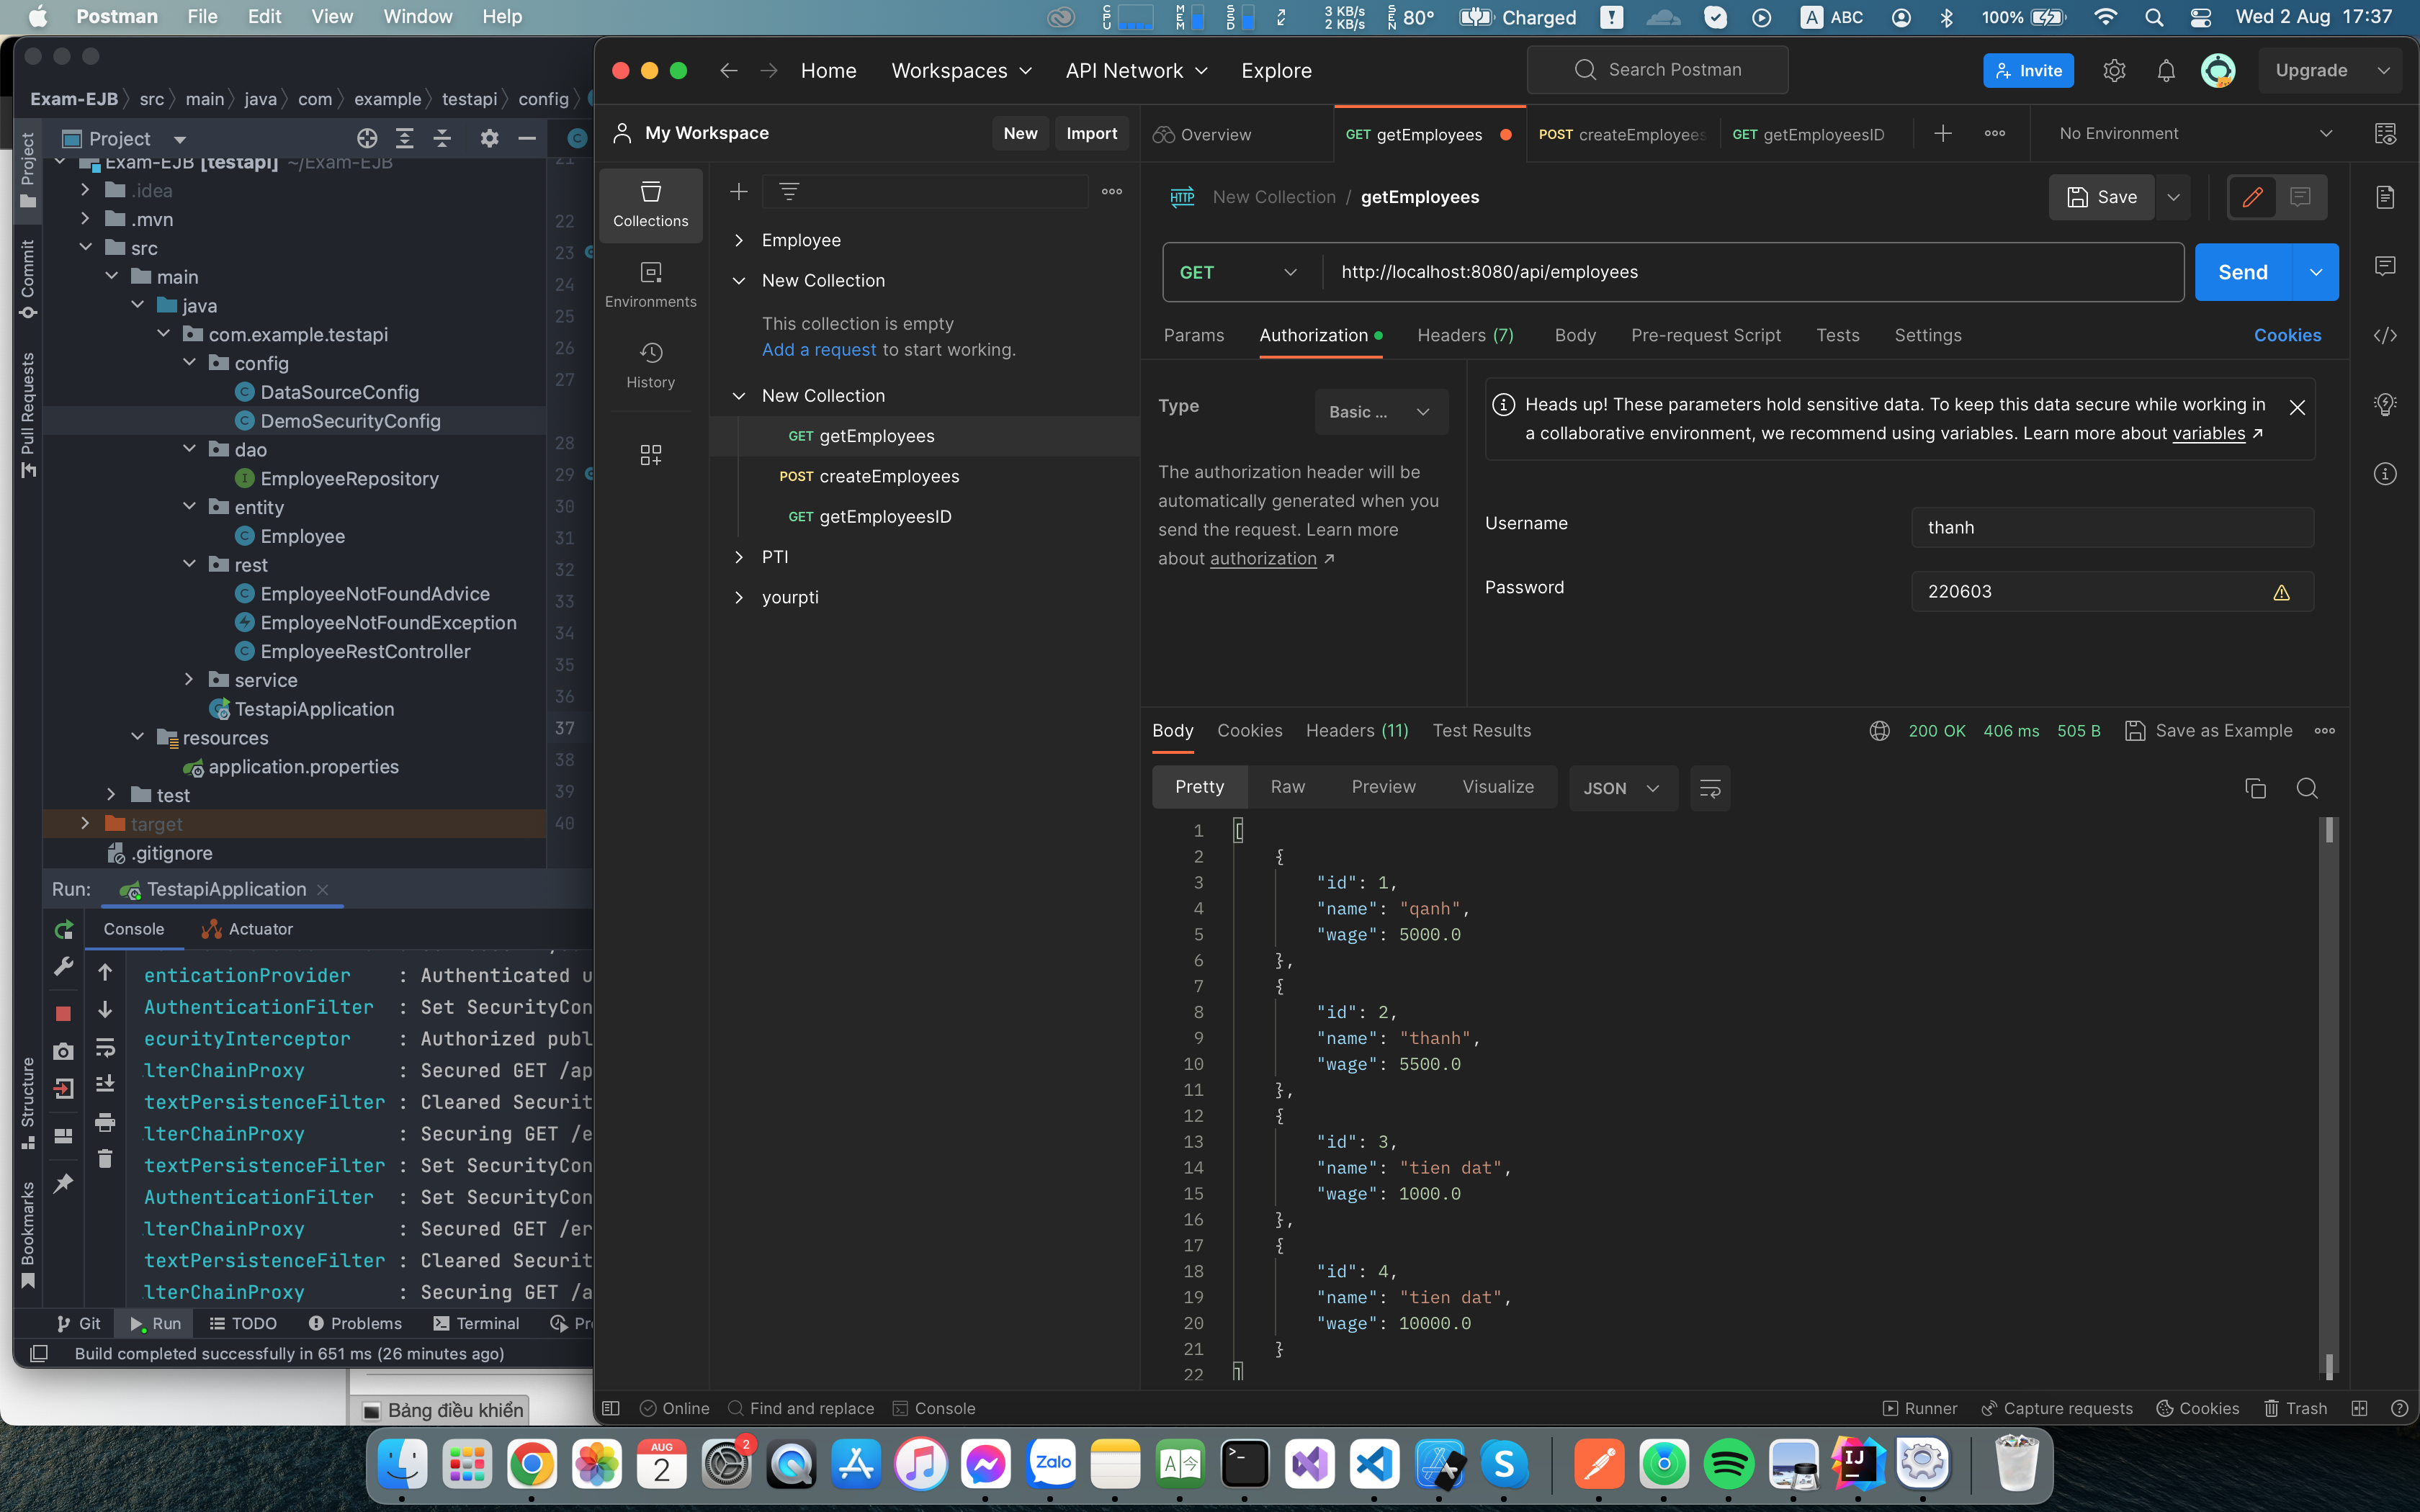 Postman File Edit View Window Help
CPU MEM SSD 3 KB/s 2 KB/s SEN 80° Charged A ABC 100% Wed 2 Aug 17:37
Exam-EJB src main java com example testapi config
Project
Exam-EJB [testapi] ~/Exam-EJB
.idea
.mvn
src
main
java
com.example.testapi
config
DataSourceConfig
DemoSecurityConfig
dao
EmployeeRepository
entity
Employee
rest
EmployeeNotFoundAdvice
EmployeeNotFoundException
EmployeeRestController
service
TestapiApplication
resources
application.properties
test
target
.gitignore
Project
Commit
Pull Requests
Structure
Bookmarks
21
22
23
24
25
26
27
28
29
30
31
32
33
34
35
36
37
38
39
40
Run: TestapiApplication
Console Actuator
enticationProvider : Authenticated u
AuthenticationFilter : Set SecurityCon
ecurityInterceptor : Authorized publ
lterChainProxy : Secured GET /ap
textPersistenceFilter : Cleared Securit
lterChainProxy : Securing GET /e
textPersistenceFilter : Set SecurityCon
AuthenticationFilter : Set SecurityCon
lterChainProxy : Secured GET /er
textPersistenceFilter : Cleared Securit
lterChainProxy : Securing GET /a
Git Run TODO Problems Terminal Pr
Build completed successfully in 651 ms (26 minutes ago)
Bảng điều khiển
Home Workspaces API Network Explore
Search Postman
Invite
Upgrade
My Workspace New Import
Collections
Environments
History
Employee
New Collection
This collection is empty
Add a request to start working.
New Collection
GET getEmployees
POST createEmployees
GET getEmployeesID
PTI
yourpti
Overview GET getEmployees POST createEmployees GET getEmployeesID No Environment
HTTP New Collection / getEmployees
Save
GET http://localhost:8080/api/employees
Send
Params Authorization Headers (7) Body Pre-request Script Tests Settings Cookies
Type Basic ...
The authorization header will be
automatically generated when you
send the request. Learn more
about authorization
Heads up! These parameters hold sensitive data. To keep this data secure while working in
a collaborative environment, we recommend using variables. Learn more about variables
Username thanh
Password 220603
Body Cookies Headers (11) Test Results
200 OK 406 ms 505 B Save as Example
Pretty Raw Preview Visualize JSON
1 [
2 {
3 "id": 1,
4 "name": "qanh",
5 "wage": 5000.0
6 },
7 {
8 "id": 2,
9 "name": "thanh",
10 "wage": 5500.0
11 },
12 {
13 "id": 3,
14 "name": "tien dat",
15 "wage": 1000.0
16 },
17 {
18 "id": 4,
19 "name": "tien dat",
20 "wage": 10000.0
21 }
22 ]
Online Find and replace Console
Runner Capture requests Cookies Trash
AUG
2
2
Zalo
IJ